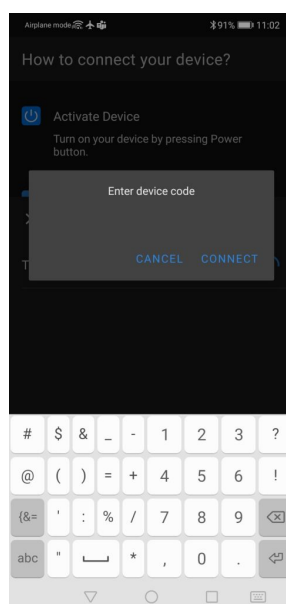 Airplane mode 91% 11:02
How to connect your device?
Activate Device
Turn on your device by pressing Power
button.
Enter device code
T
CANCEL CONNECT
# $ & _ - 1 2 3 ?
@ ( ) = + 4 5 6 !
{&= ' : % / 7 8 9
abc " * , 0 .